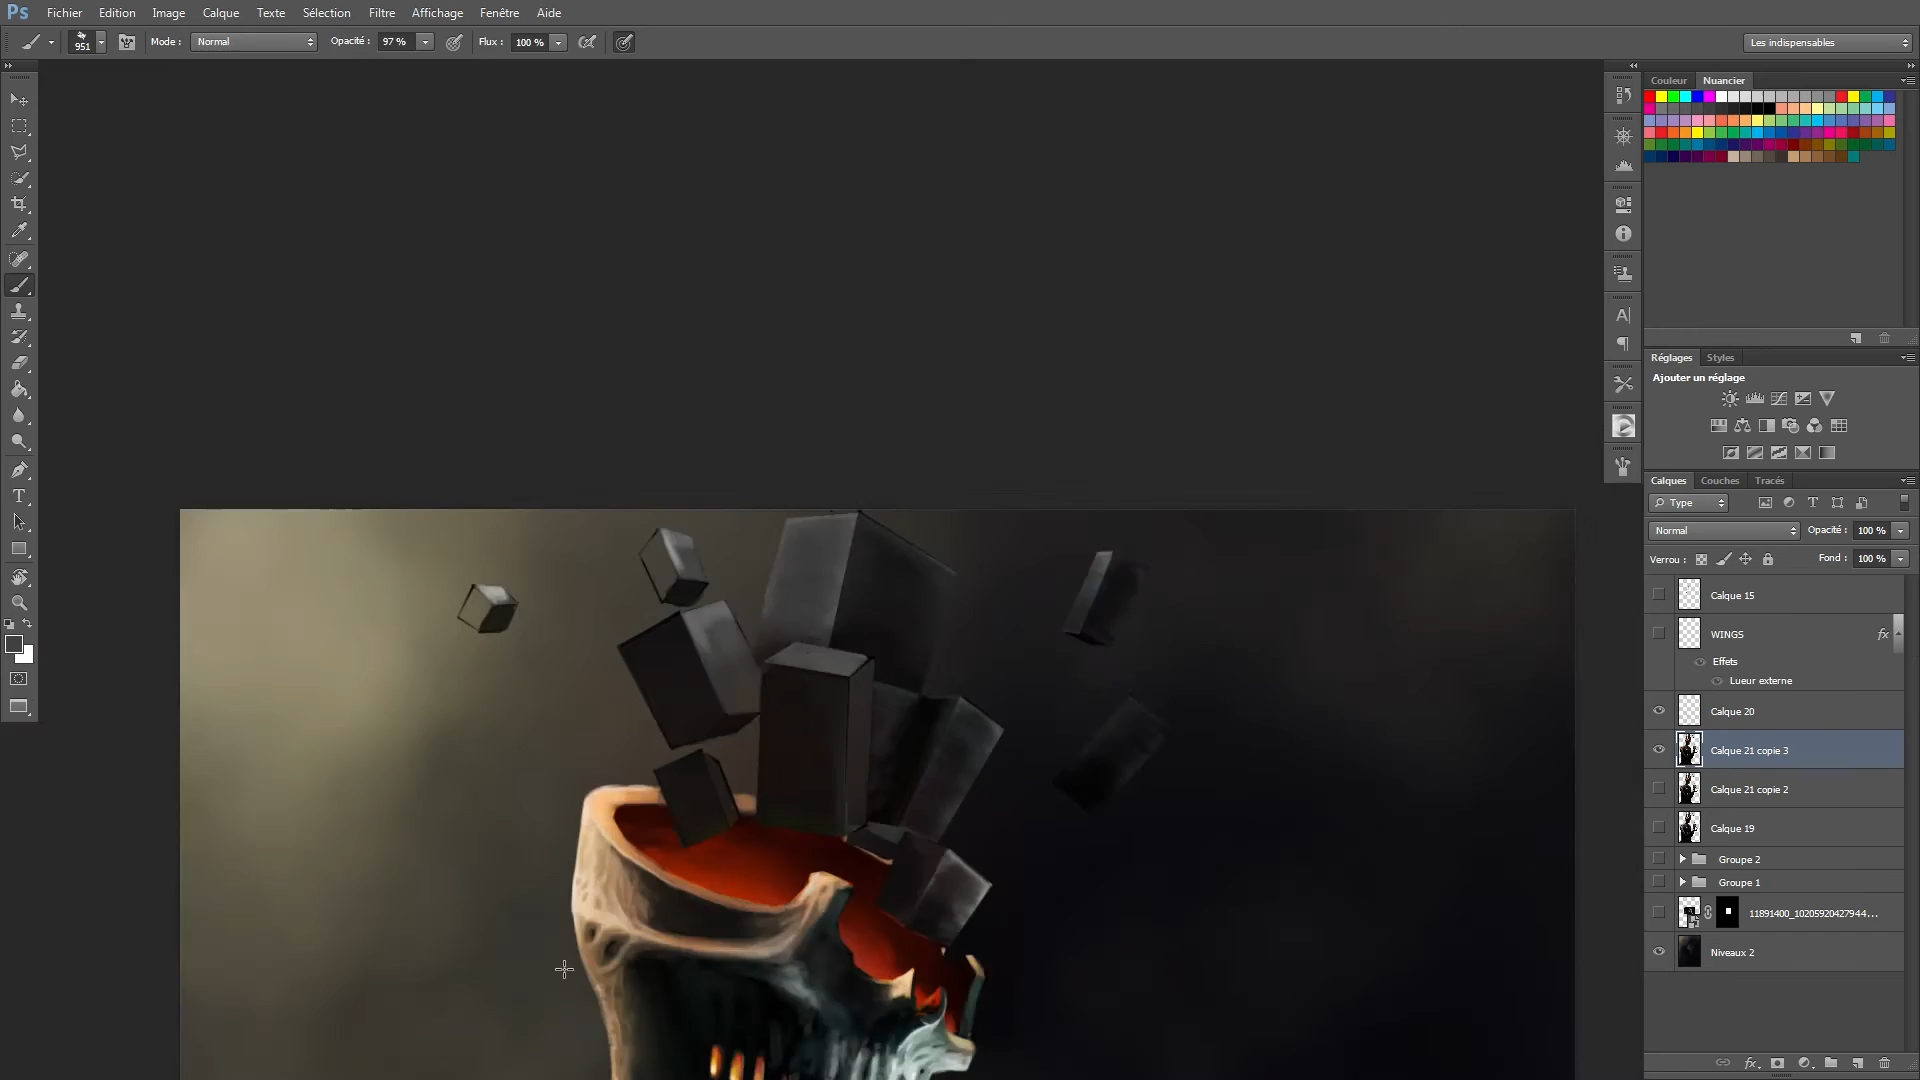 Ps Fichier Edition Image Calque Texte Sélection Filtre Affichage Fenêtre Aide
951 Mode : Normal Opacité : 97 % Flux : 100 % Les indispensables
Couleur Nuancier
Réglages Styles
Ajouter un réglage
Calques Couches Tracés
Type
Normal Opacité : 100 %
Verrou : Fond : 100 %
Calque 15
WINGS fx
Effets
Lueur externe
Calque 20
Calque 21 copie 3
Calque 21 copie 2
Calque 19
Groupe 2
Groupe 1
11891400_10205920427944...
Niveaux 2